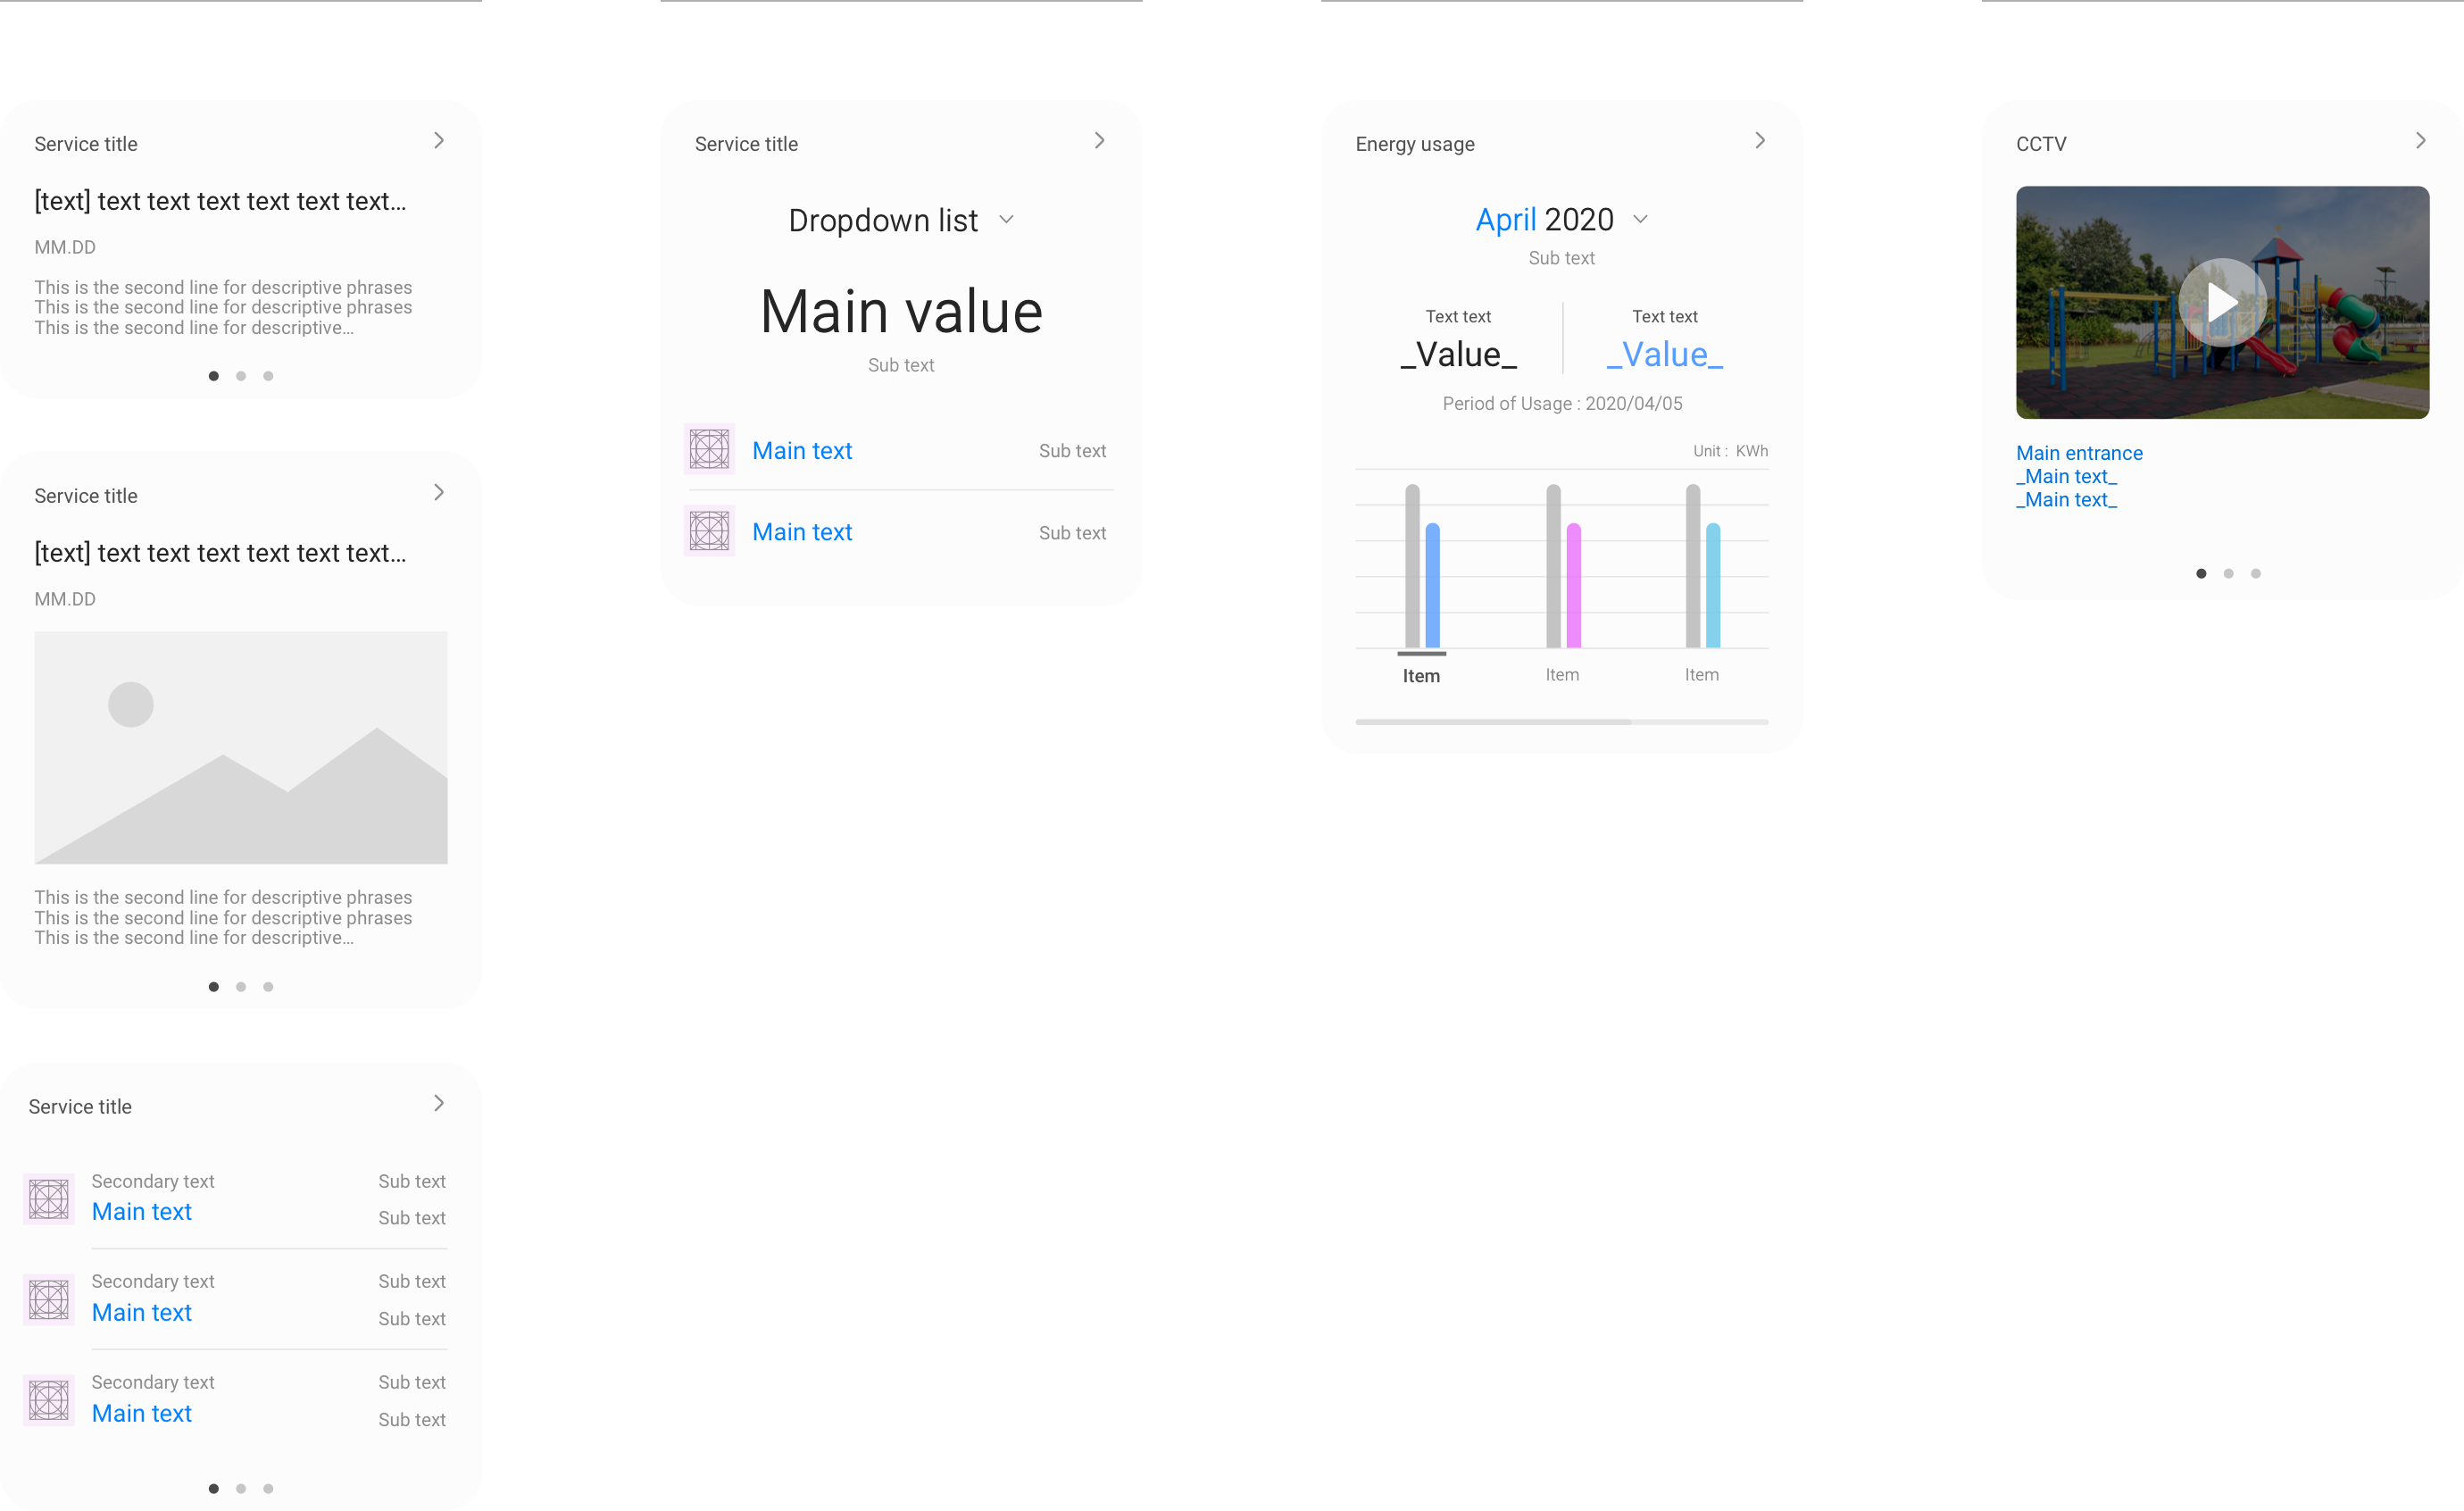 Service title
[text] text text text text text text...
MM.DD
This is the second line for descriptive phrases
This is the second line for descriptive phrases
This is the second line for descriptive...
Service title
[text] text text text text text text...
MM.DD
This is the second line for descriptive phrases
This is the second line for descriptive phrases
This is the second line for descriptive...
Service title
Secondary text
Sub text
Main text
Sub text
Secondary text
Sub text
Main text
Sub text
Secondary text
Sub text
Main text
Sub text
Service title
Dropdown list
Main value
Sub text
Main text
Sub text
Main text
Sub text
Energy usage
April 2020
Sub text
Text text
Text text
_Value_
_Value_
Period of Usage : 2020/04/05
Unit : KWh
Item
Item
Item
CCTV
Main entrance
_Main text_
_Main text_